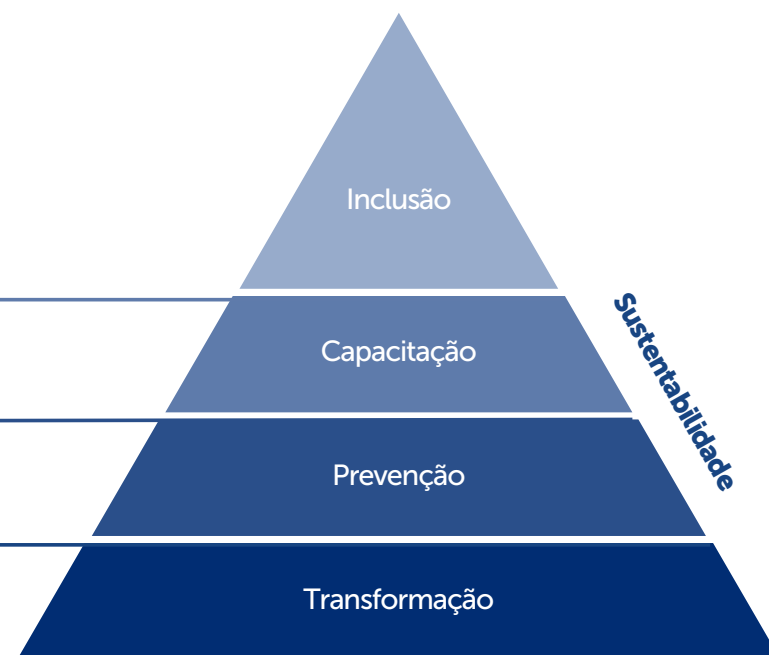 Inclusão
Capacitação
Prevenção
Transformação
Sustentabilidade